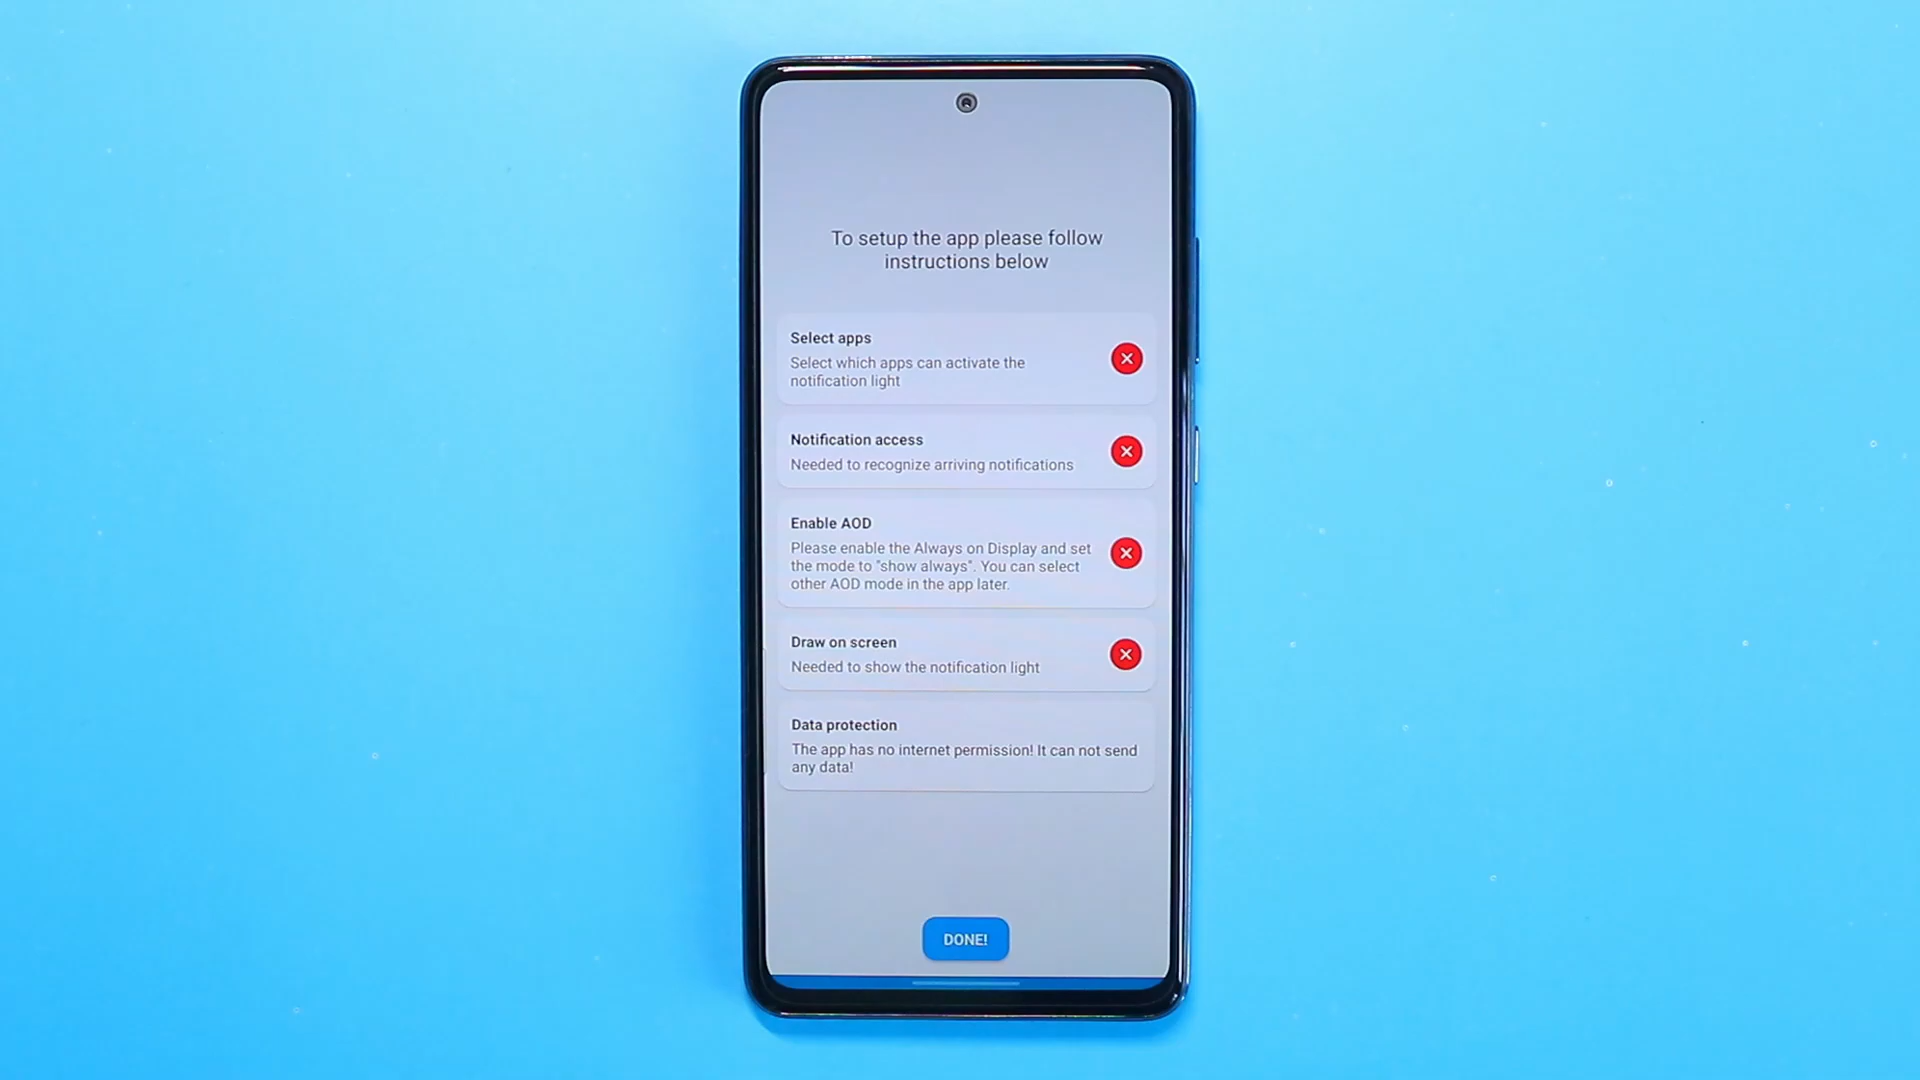 To setup the app please follow
instructions below
Select apps
Select which apps can activate the
notification light
Notification access
Needed to recognize arriving notifications
Enable AOD
Please enable the Always on Display and set
the mode to "show always". You can select
other AOD mode in the app later.
Draw on screen
Needed to show the notification light
Data protection
The app has no internet permission! It can not send
any data!
DONE!